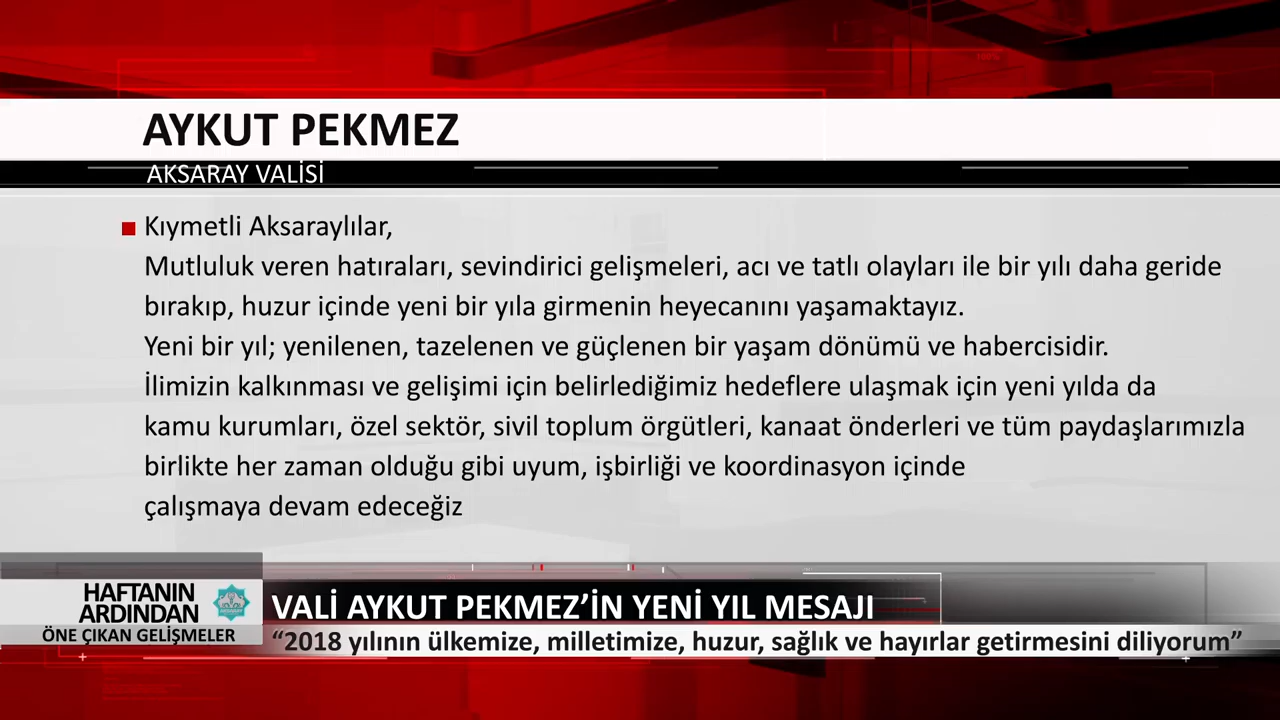 AYKUT PEKMEZ
AKSARAY VALİSİ
Kıymetli Aksaraylılar,
Mutluluk veren hatıraları, sevindirici gelişmeleri, acı ve tatlı olayları ile bir yılı daha geride
bırakıp, huzur içinde yeni bir yıla girmenin heyecanını yaşamaktayız.
Yeni bir yıl; yenilenen, tazelenen ve güçlenen bir yaşam dönümü ve habercisidir.
İlimizin kalkınması ve gelişimi için belirlediğimiz hedeflere ulaşmak için yeni yılda da
kamu kurumları, özel sektör, sivil toplum örgütleri, kanaat önderleri ve tüm paydaşlarımızla
birlikte her zaman olduğu gibi uyum, işbirliği ve koordinasyon içinde
çalışmaya devam edeceğiz
HAFTANIN
ARDINDAN
ÖNE ÇIKAN GELİŞMELER
VALİ AYKUT PEKMEZ’İN YENİ YIL MESAJI
“2018 yılının ülkemize, milletimize, huzur, sağlık ve hayırlar getirmesini diliyorum”